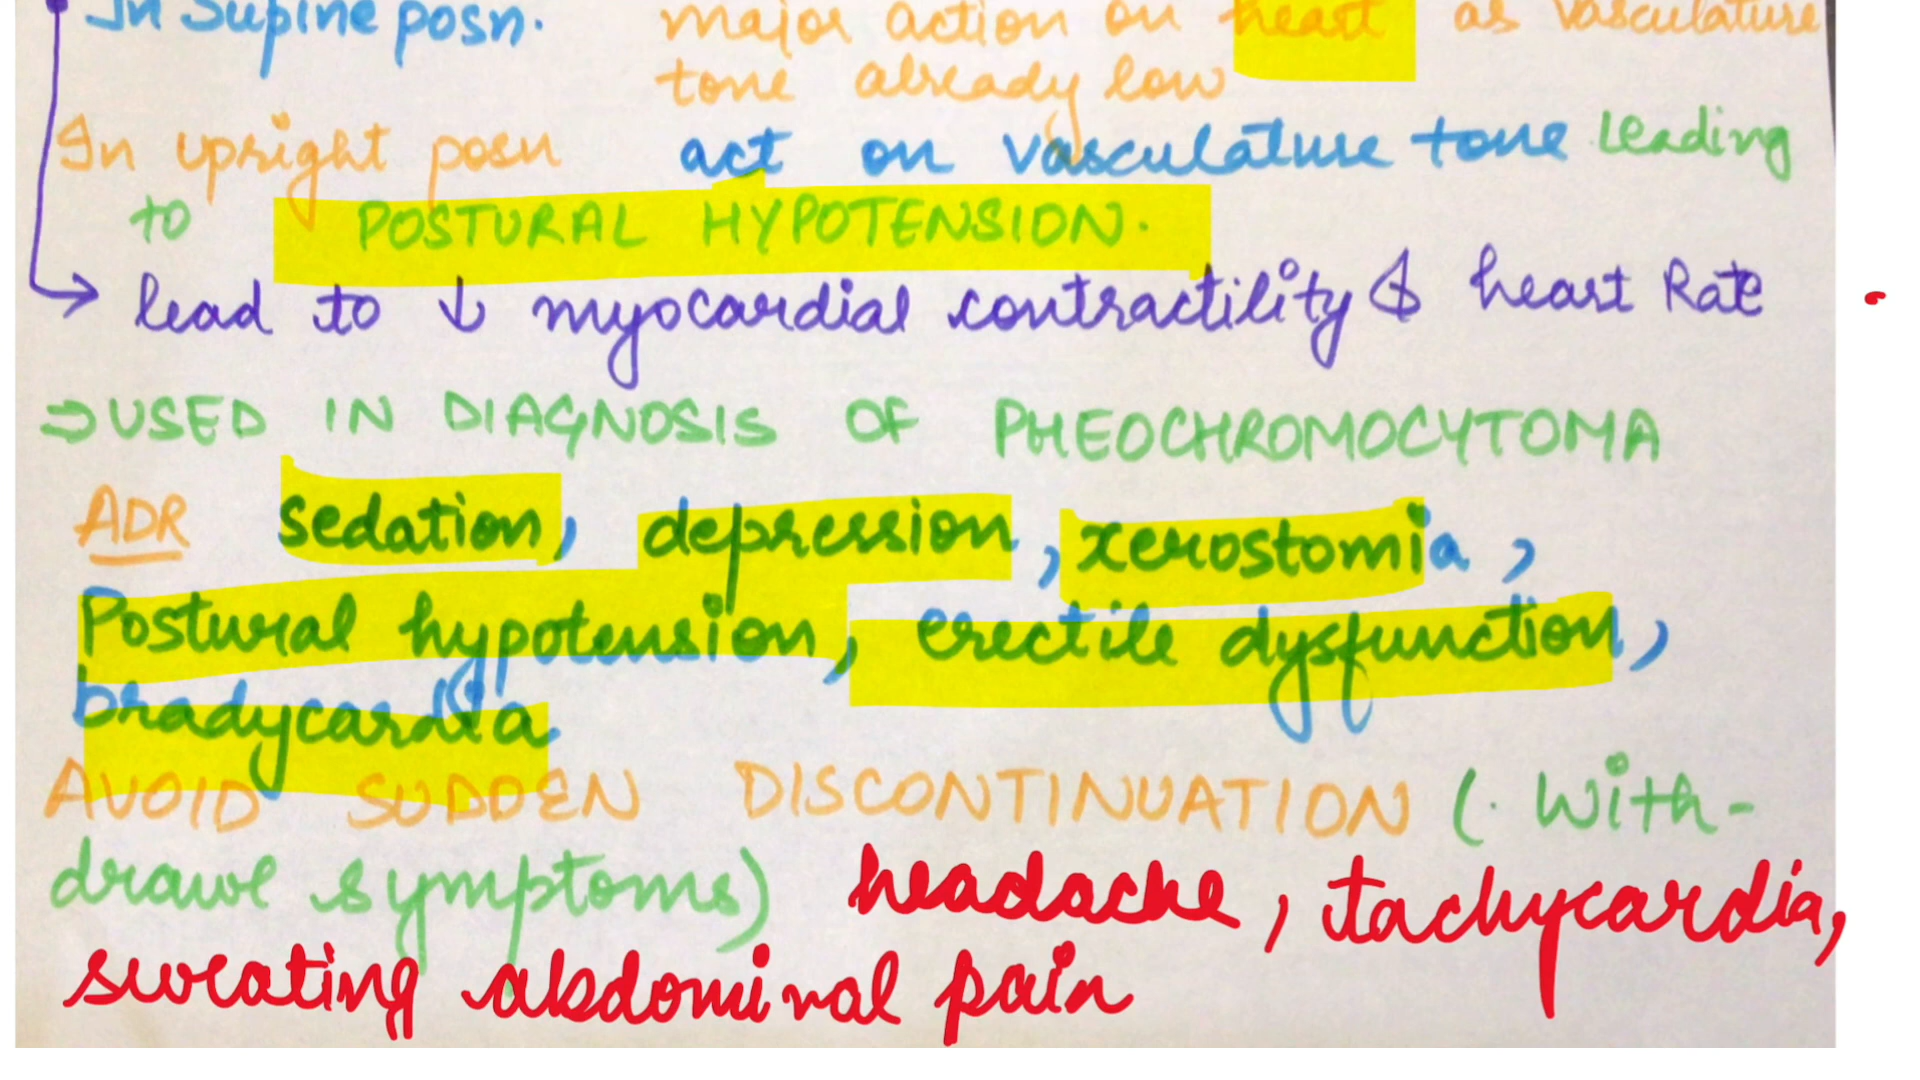 In Supine posn. major action on heart as vasculature
tone already low
In upright posn act on vasculature tone leading
to POSTURAL HYPOTENSION.
→ lead to ↓ myocardial contractility & heart Rate
⇒ USED IN DIAGNOSIS OF PHEOCHROMOCYTOMA
ADR sedation, depression, xerostomia,
Postural hypotension, erectile dysfunction,
bradycardia
AVOID SUDDEN DISCONTINUATION (. With-
drawl symptoms) headache, tachycardia,
sweating abdominal pain